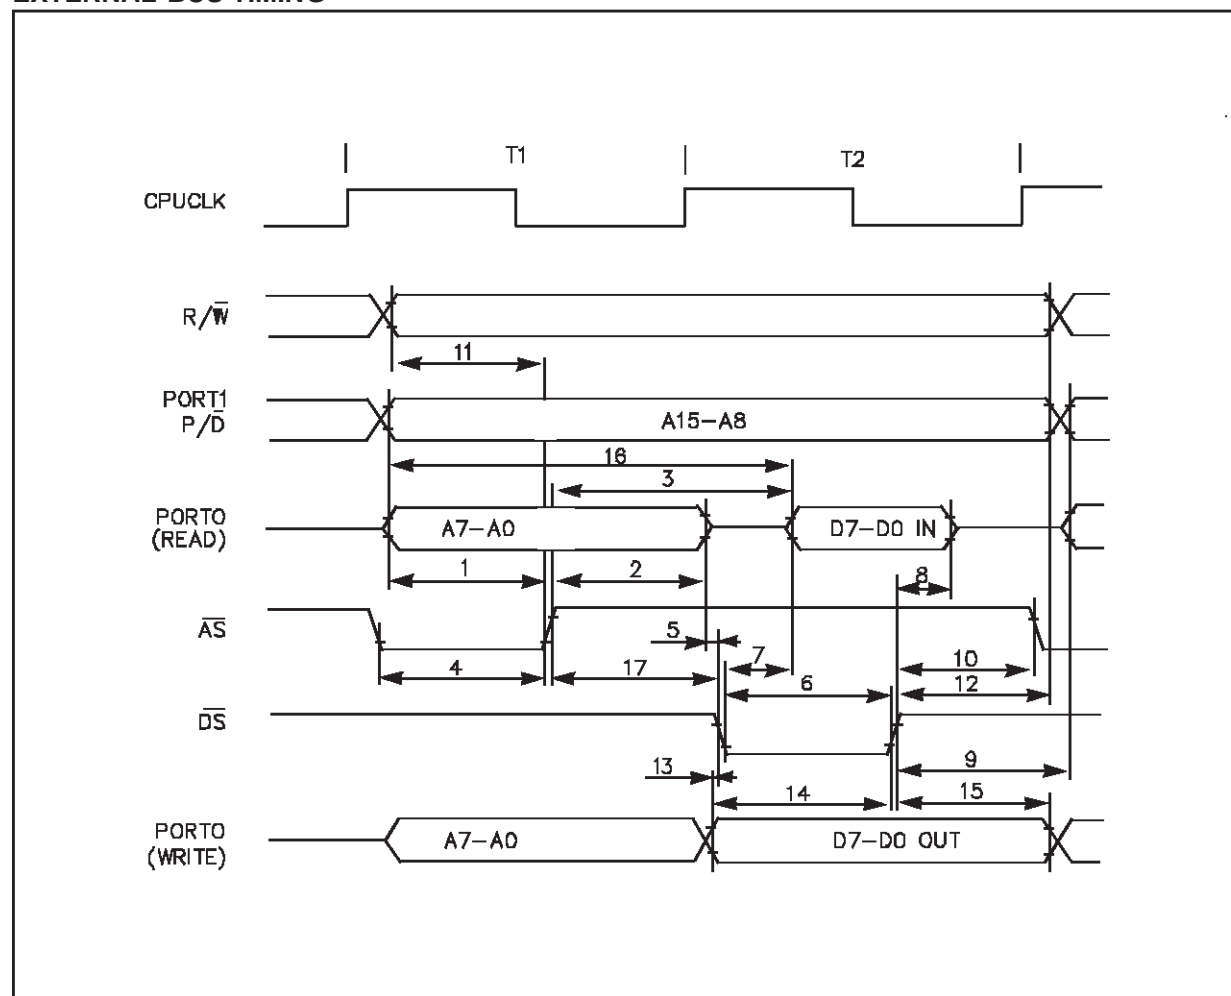 EXTERNAL BUS TIMING
T1 T2
CPUCLK
R/W̅
11
PORT1
P/D̅
A15–A8
16
3
PORT0
(READ)
A7–A0
D7–D0 IN
1 2 8
A̅S̅
5 7 10
4 17 6 12
D̅S̅
13 9
14 15
PORT0
(WRITE)
A7–A0
D7–D0 OUT